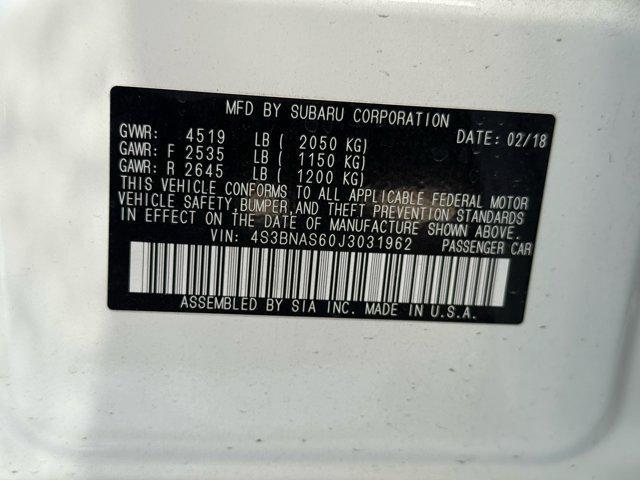 MFD BY SUBARU CORPORATION
GVWR: 4519 LB ( 2050 KG) DATE: 02/18
GAWR: F 2535 LB ( 1150 KG)
GAWR: R 2645 LB ( 1200 KG)
THIS VEHICLE CONFORMS TO ALL APPLICABLE FEDERAL MOTOR
VEHICLE SAFETY, BUMPER, AND THEFT PREVENTION STANDARDS
IN EFFECT ON THE DATE OF MANUFACTURE SHOWN ABOVE.
VIN: 4S3BNAS60J3031962 PASSENGER CAR
ASSEMBLED BY SIA INC. MADE IN U.S.A.